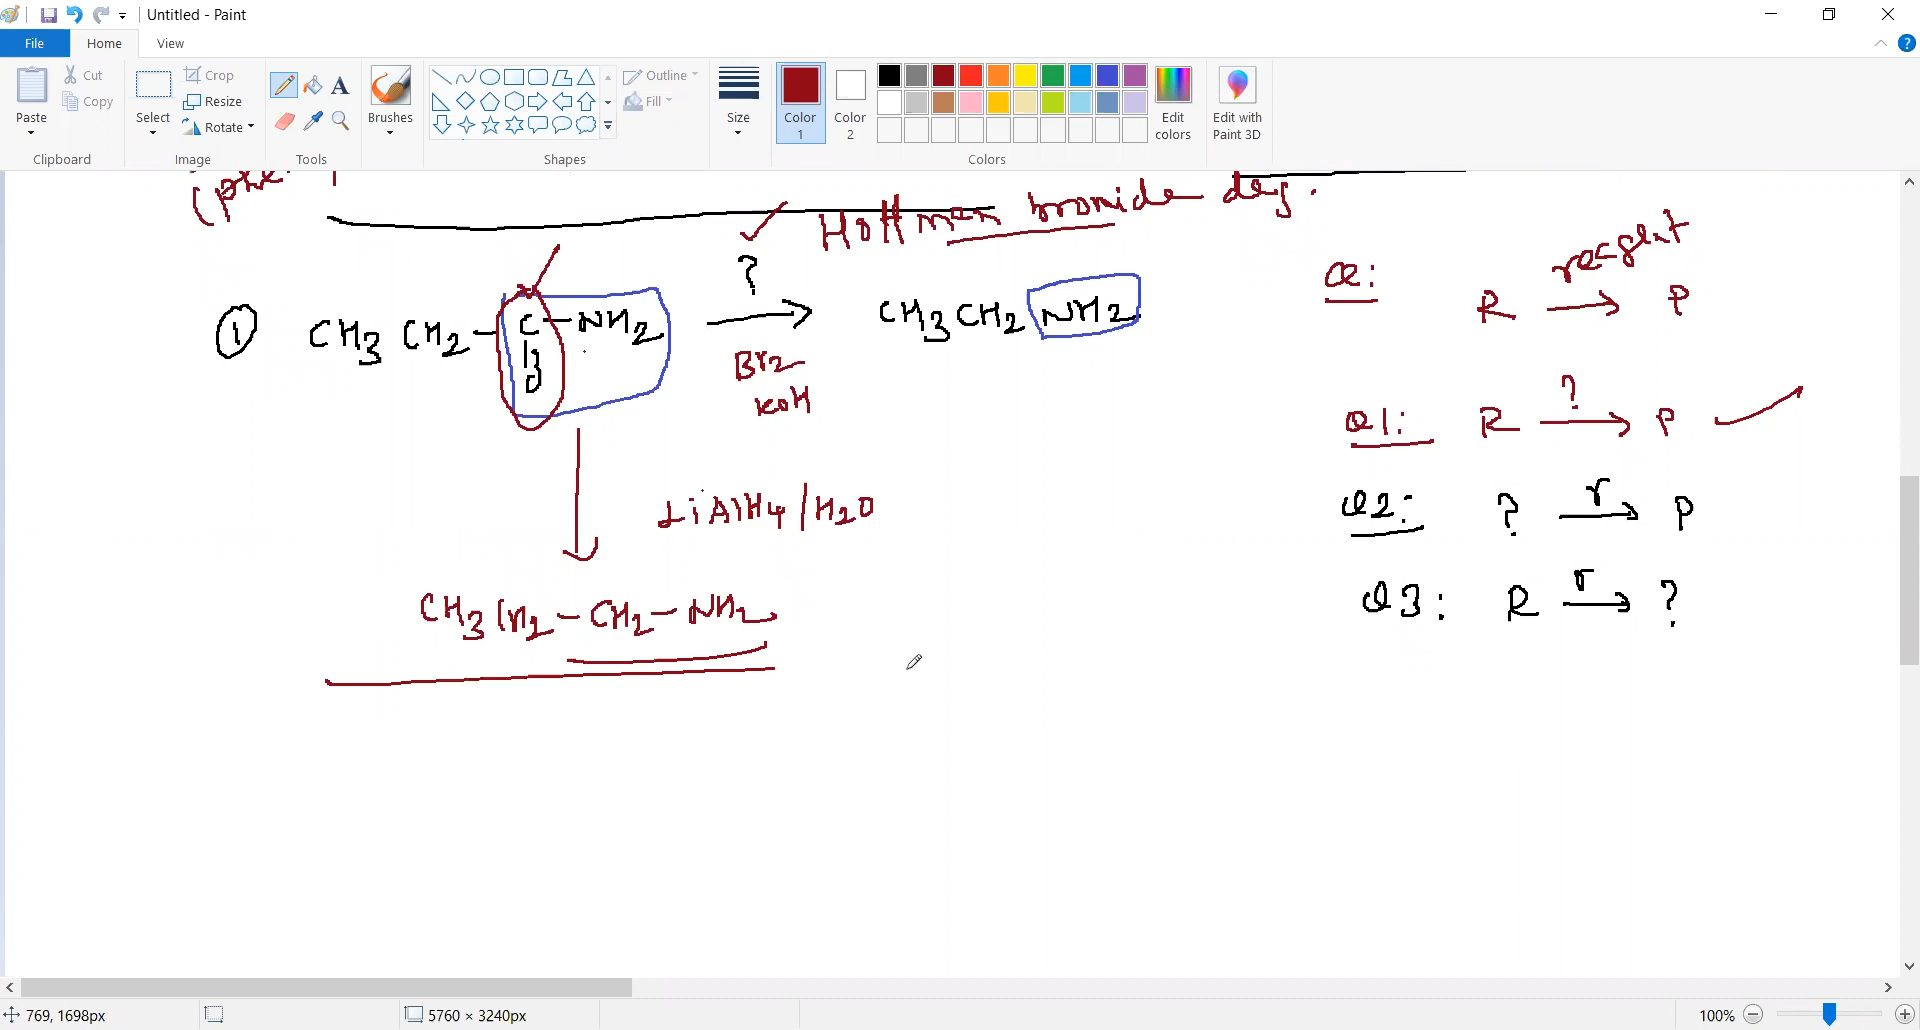 Untitled - Paint
File Home View
Cut
Copy
Paste
Clipboard
Crop
Resize
Rotate
Select
Image
Tools
Brushes
Outline
Fill
Shapes
Size
Color 1
Color 2
Edit colors
Edit with Paint 3D
Colors
Hoffman bromide deg.
Q: R reagent → P
① CH3 CH2 - C - NH2 ? → CH3 CH2 NH2
|| 
O
Br2
KOH
Q1: R ? → P
LiAlH4 / H2O
Q2: ? r → P
CH3 CH2 - CH2 - NH2
Q3: R r → ?
769, 1698px
5760 × 3240px
100%